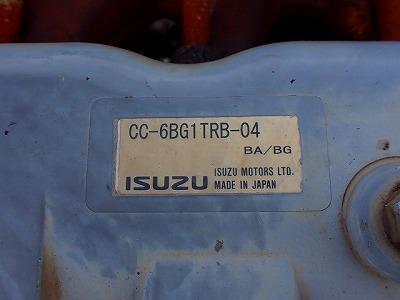 CC-6BG1TRB-04
BA/BG
ISUZU ISUZU MOTORS LTD.
MADE IN JAPAN